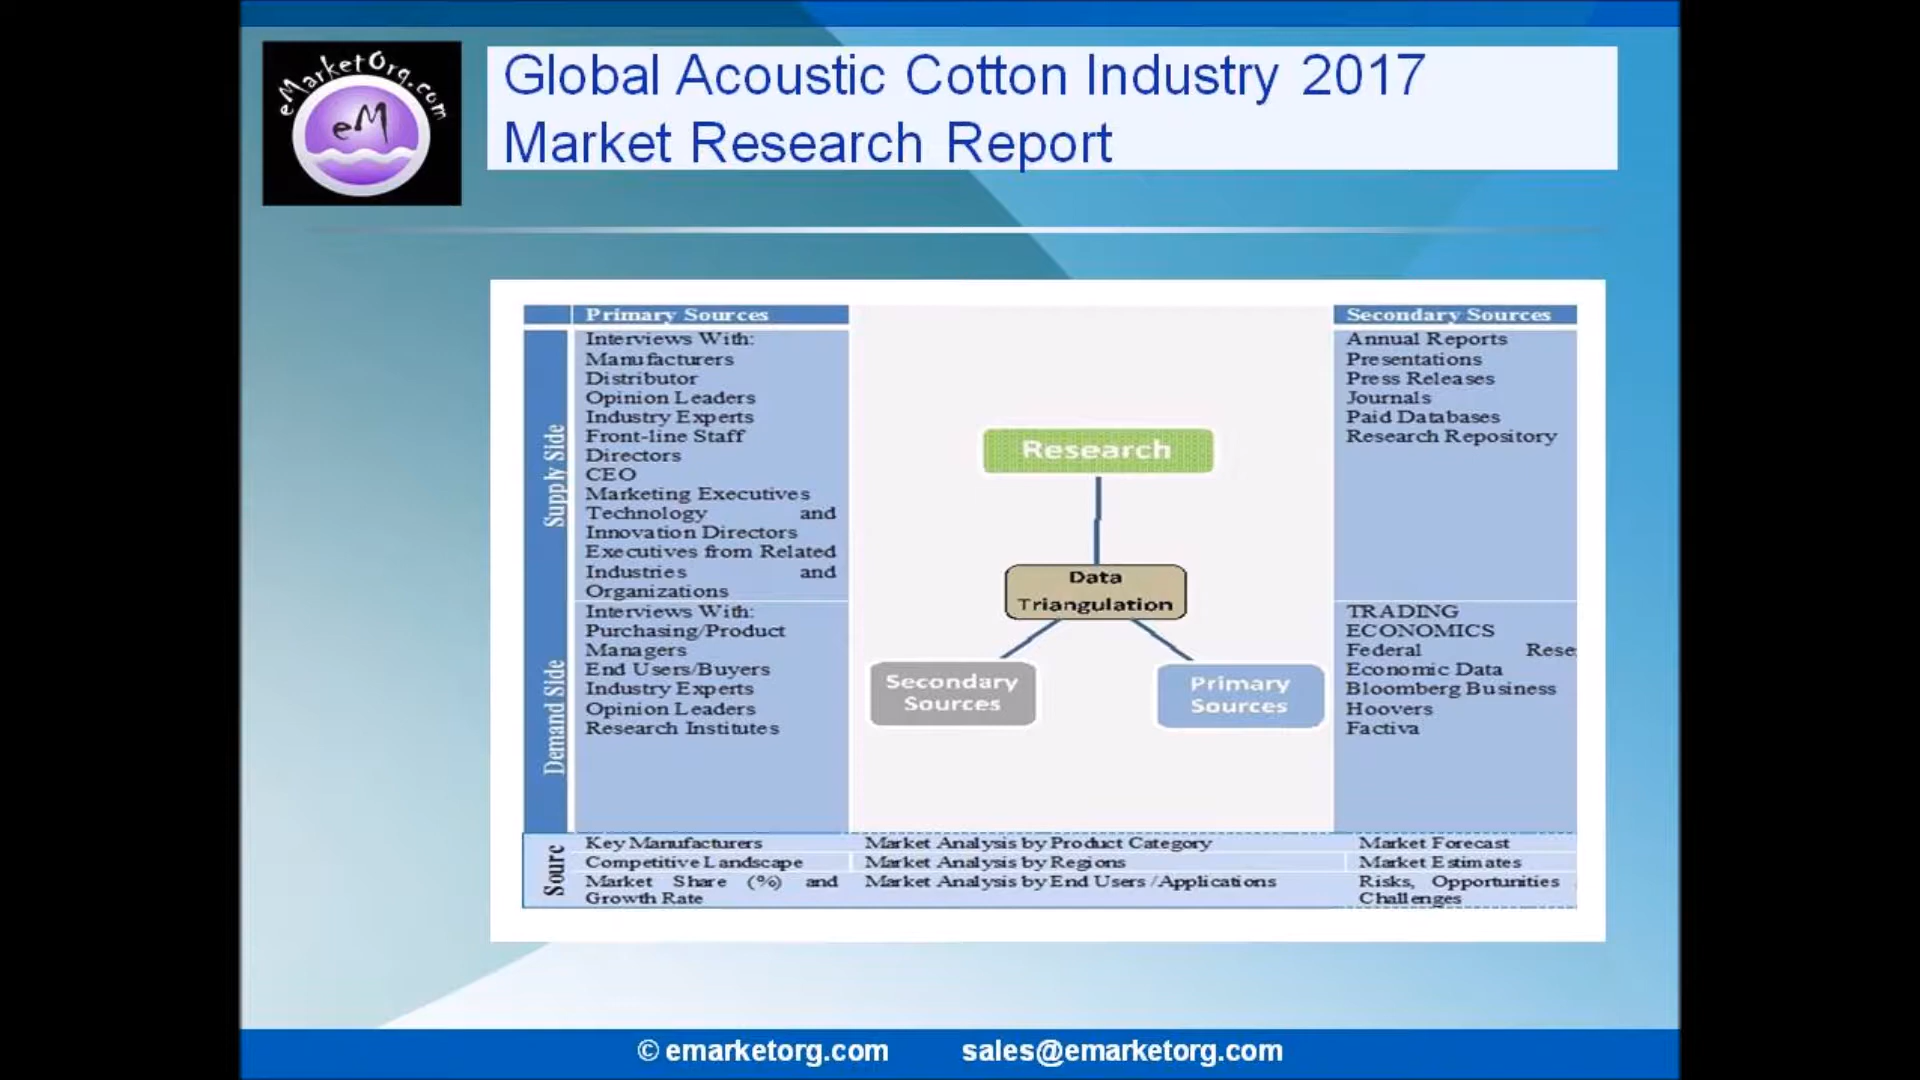 eMarketOrg.com
eM
Global Acoustic Cotton Industry 2017
Market Research Report
Primary Sources
Secondary Sources
Supply Side
Interviews With:
Manufacturers
Distributor
Opinion Leaders
Industry Experts
Front-line Staff
Directors
CEO
Marketing Executives
Technology and
Innovation Directors
Executives from Related
Industries and
Organizations
Annual Reports
Presentations
Press Releases
Journals
Paid Databases
Research Repository
Research
Data
Triangulation
Secondary
Sources
Primary
Sources
Demand Side
Interviews With:
Purchasing/Product
Managers
End Users/Buyers
Industry Experts
Opinion Leaders
Research Institutes
TRADING
ECONOMICS
Federal Rese
Economic Data
Bloomberg Business
Hoovers
Factiva
Sourc
Key Manufacturers
Competitive Landscape
Market Share (%) and
Growth Rate
Market Analysis by Product Category
Market Analysis by Regions
Market Analysis by End Users /Applications
Market Forecast
Market Estimates
Risks, Opportunities
Challenges
© emarketorg.com sales@emarketorg.com